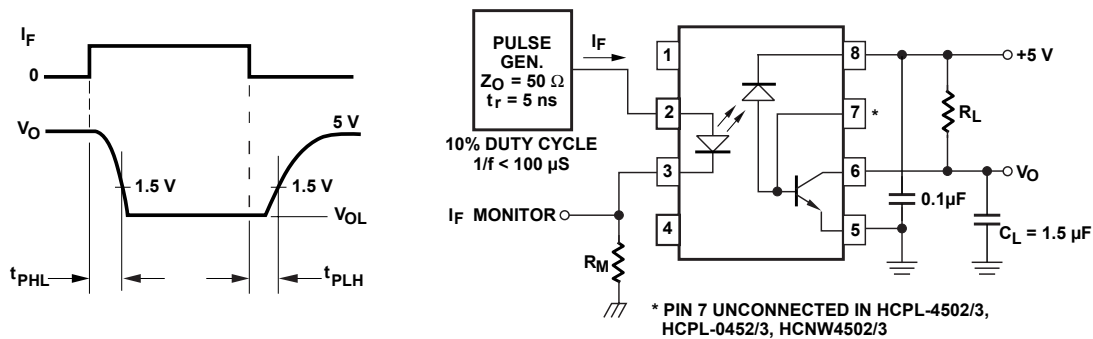 I_F
0
V_O
5 V
1.5 V
1.5 V
V_OL
t_PHL
t_PLH
PULSE
GEN.
Z_O = 50 Ω
t_r = 5 ns
I_F
10% DUTY CYCLE
1/f < 100 µS
I_F MONITOR
R_M
1
2
3
4
8
7
*
6
5
+5 V
R_L
V_O
0.1µF
C_L = 1.5 µF
* PIN 7 UNCONNECTED IN HCPL-4502/3,
HCPL-0452/3, HCNW4502/3